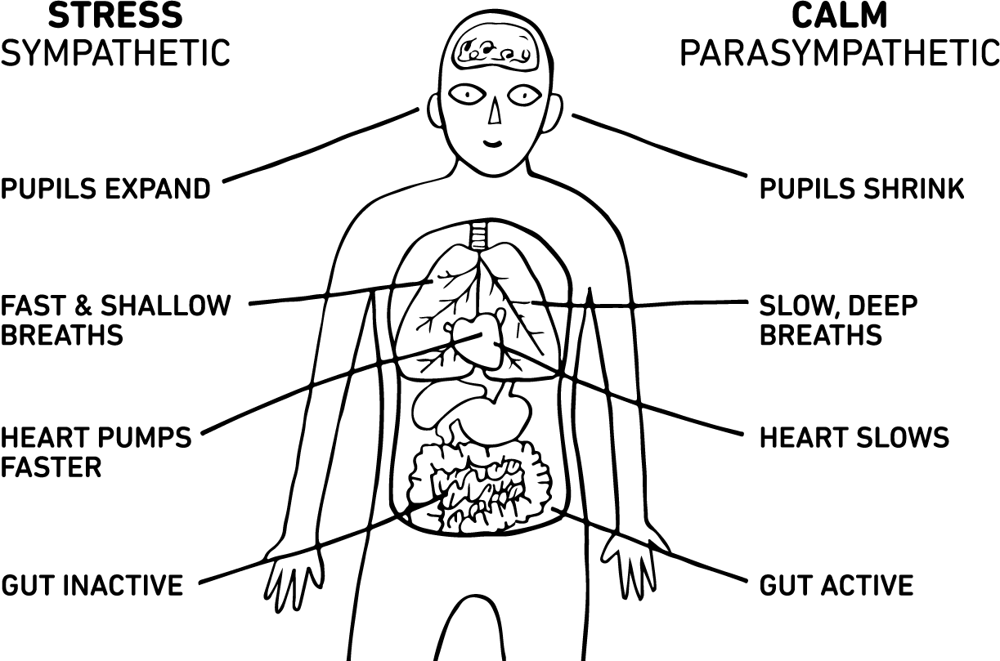 STRESS
SYMPATHETIC
CALM
PARASYMPATHETIC
PUPILS EXPAND
PUPILS SHRINK
FAST & SHALLOW
BREATHS
SLOW, DEEP
BREATHS
HEART PUMPS
FASTER
HEART SLOWS
GUT INACTIVE
GUT ACTIVE